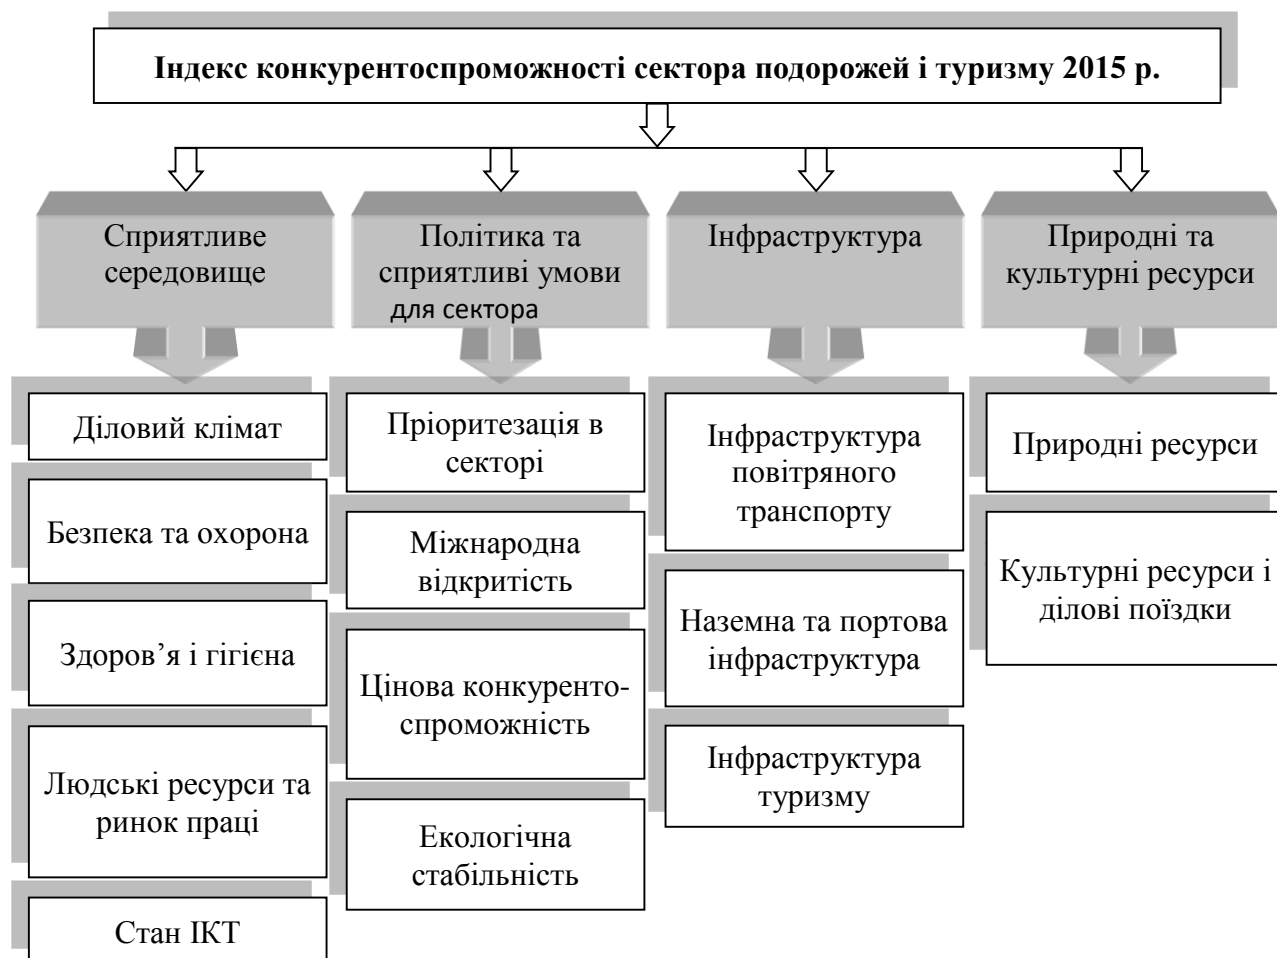 Індекс конкурентоспроможності сектора подорожей і туризму 2015 р.
Сприятливе
середовище
Політика та
сприятливі умови
для сектора
Інфраструктура
Природні та
культурні ресурси
Діловий клімат
Безпека та охорона
Здоров’я і гігієна
Людські ресурси та
ринок праці
Стан ІКТ
Пріоритезація в
секторі
Міжнародна
відкритість
Цінова конкуренто-
спроможність
Екологічна
стабільність
Інфраструктура
повітряного
транспорту
Наземна та портова
інфраструктура
Інфраструктура
туризму
Природні ресурси
Культурні ресурси і
ділові поїздки